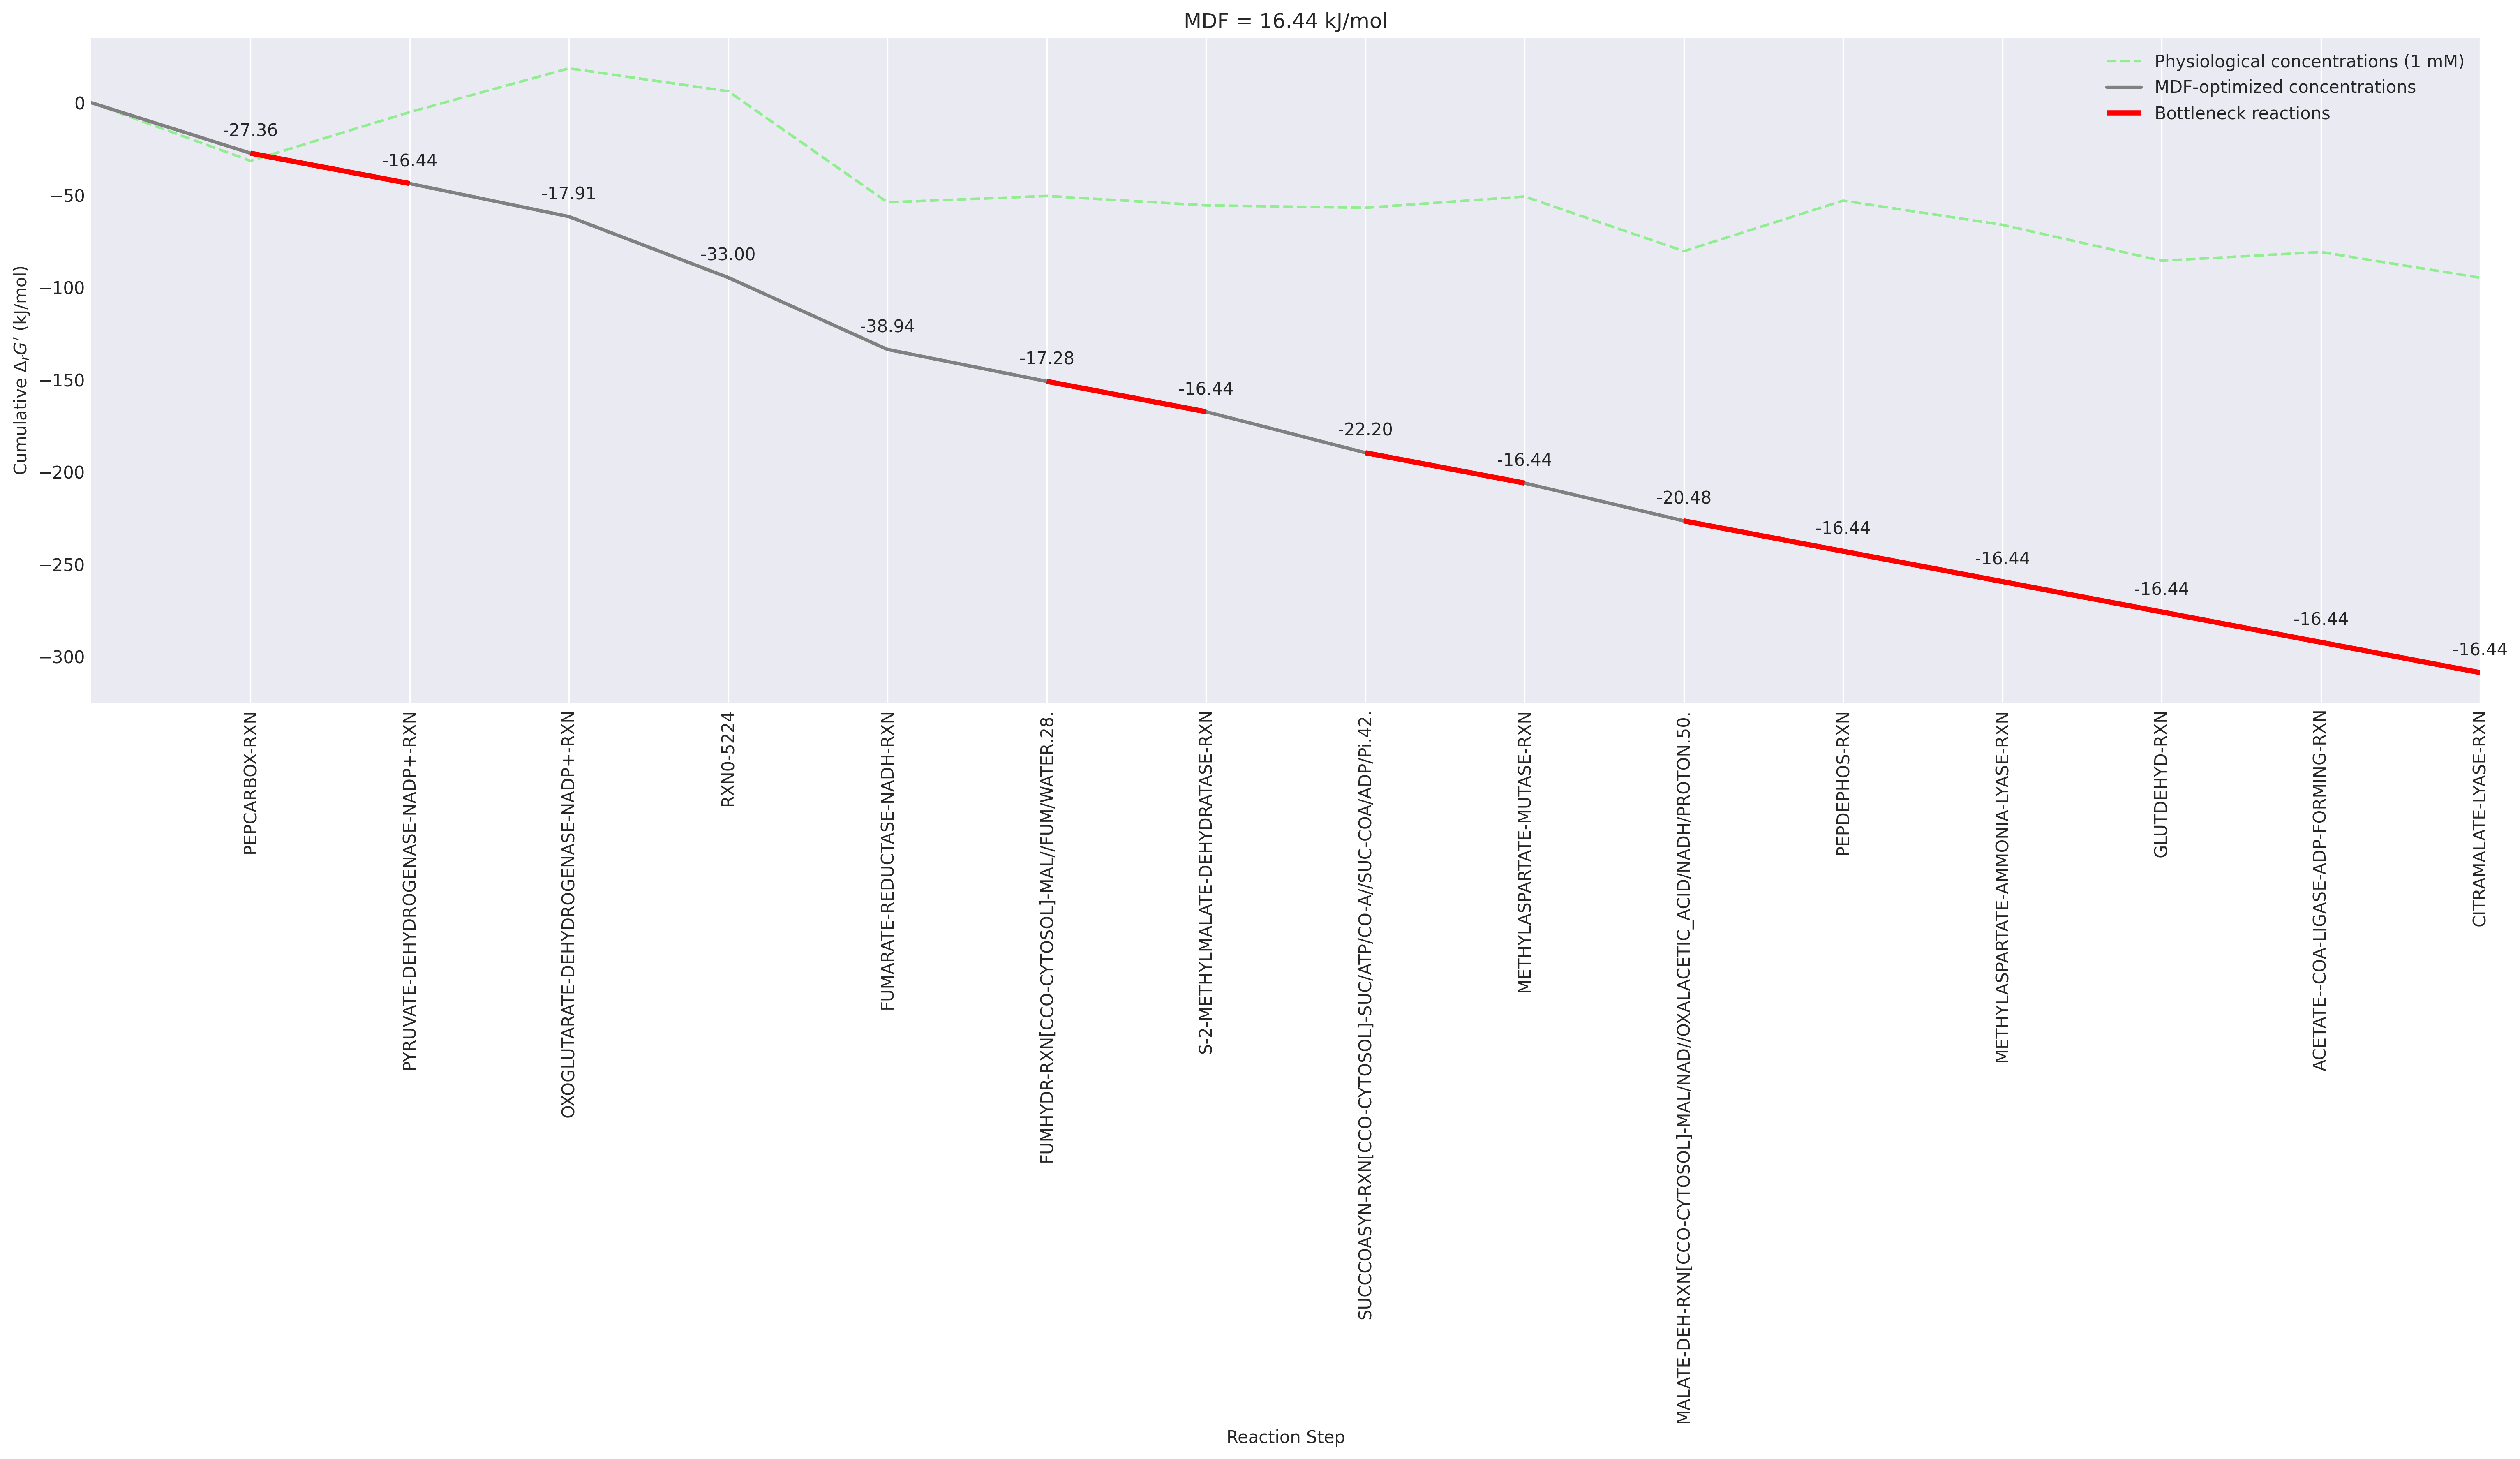 MDF = 16.44 kJ/mol
Physiological concentrations (1 mM)
MDF-optimized concentrations
Bottleneck reactions
Cumulative ΔᵣG′ (kJ/mol)
0
−50
−100
−150
−200
−250
−300
-27.36
-16.44
-17.91
-33.00
-38.94
-17.28
-16.44
-22.20
-16.44
-20.48
-16.44
-16.44
-16.44
-16.44
-16.44
PEPCARBOX-RXN
PYRUVATE-DEHYDROGENASE-NADP+-RXN
OXOGLUTARATE-DEHYDROGENASE-NADP+-RXN
RXN0-5224
FUMARATE-REDUCTASE-NADH-RXN
FUMHYDR-RXN[CCO-CYTOSOL]-MAL//FUM/WATER.28.
S-2-METHYLMALATE-DEHYDRATASE-RXN
SUCCCOASYN-RXN[CCO-CYTOSOL]-SUC/ATP/CO-A//SUC-COA/ADP/Pi.42.
METHYLASPARTATE-MUTASE-RXN
MALATE-DEH-RXN[CCO-CYTOSOL]-MAL/NAD//OXALACETIC_ACID/NADH/PROTON.50.
PEPDEPHOS-RXN
METHYLASPARTATE-AMMONIA-LYASE-RXN
GLUTDEHYD-RXN
ACETATE--COA-LIGASE-ADP-FORMING-RXN
CITRAMALATE-LYASE-RXN
Reaction Step